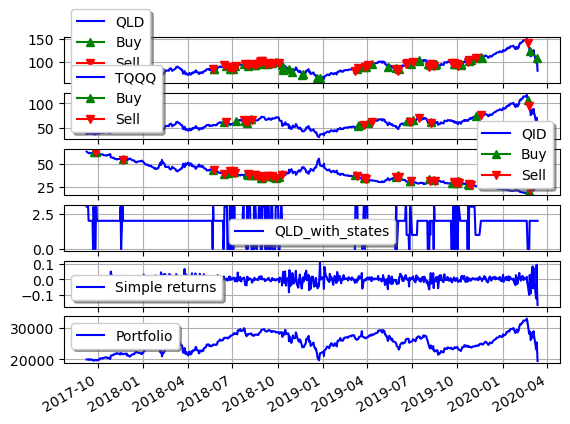 QLD
Buy
Sell
150
100
TQQQ
Buy
Sell
100
50
QID
Buy
Sell
50
25
QLD_with_states
2.5
0.0
Simple returns
0.1
0.0
−0.1
Portfolio
30000
20000
2017-10 2018-01 2018-04 2018-07 2018-10 2019-01 2019-04 2019-07 2019-10 2020-01 2020-04